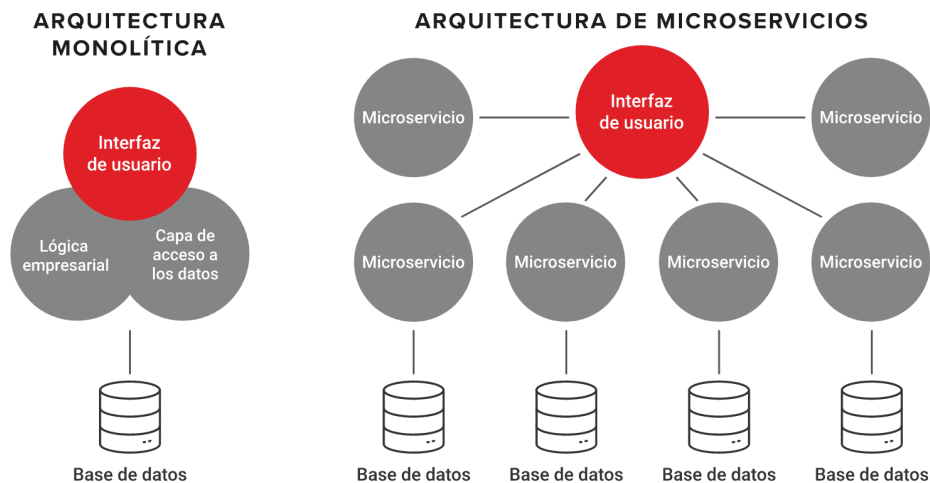 ARQUITECTURA
MONOLÍTICA
Interfaz
de usuario
Lógica
empresarial
Capa de
acceso a
los datos
Base de datos
ARQUITECTURA DE MICROSERVICIOS
Microservicio
Interfaz
de usuario
Microservicio
Microservicio
Microservicio
Microservicio
Microservicio
Base de datos
Base de datos
Base de datos
Base de datos